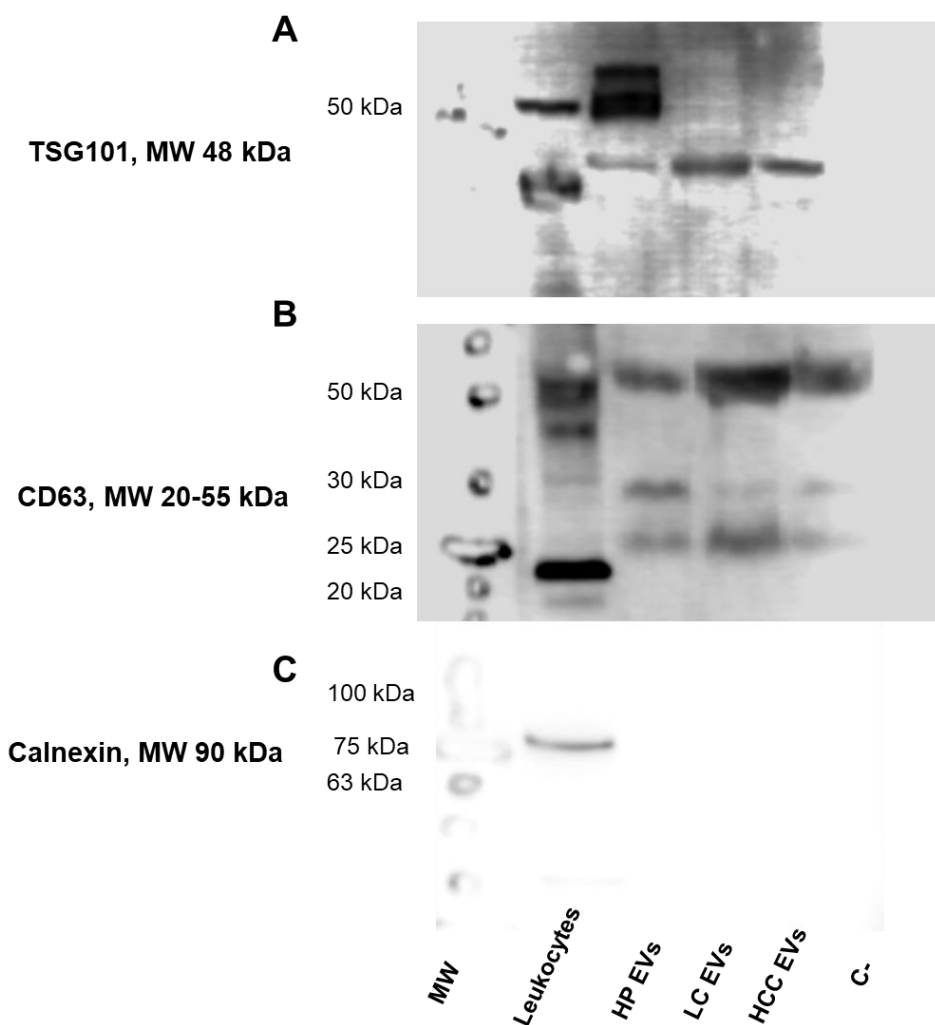 A
50 kDa
TSG101, MW 48 kDa
B
50 kDa
30 kDa
CD63, MW 20-55 kDa
25 kDa
20 kDa
C
100 kDa
75 kDa
Calnexin, MW 90 kDa
63 kDa
MW
Leukocytes
HP EVs
LC EVs
HCC EVs
C-